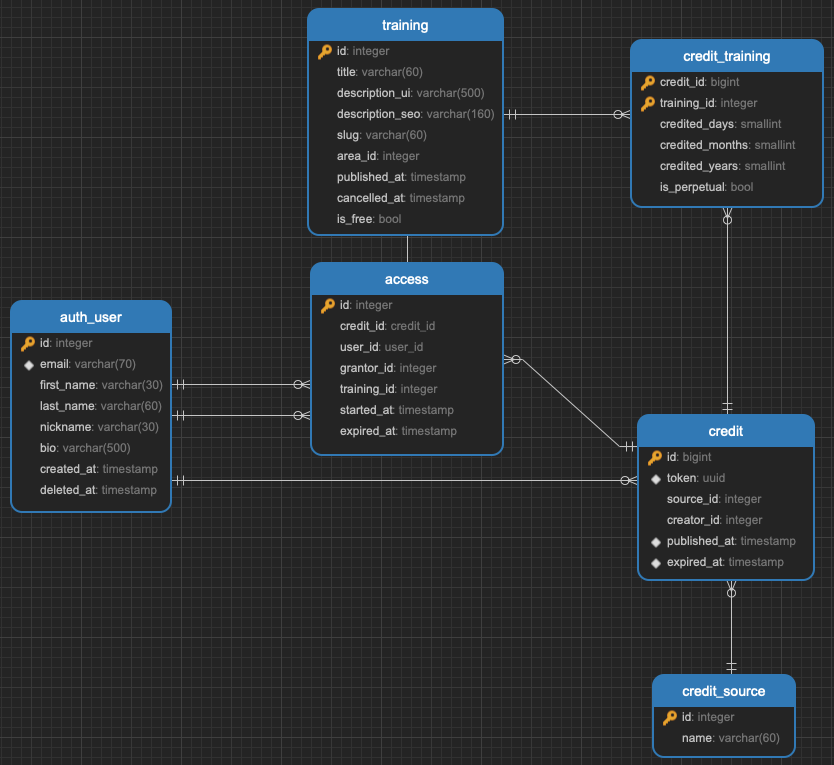 training
id: integer
title: varchar(60)
description_ui: varchar(500)
description_seo: varchar(160)
slug: varchar(60)
area_id: integer
published_at: timestamp
cancelled_at: timestamp
is_free: bool
credit_training
credit_id: bigint
training_id: integer
credited_days: smallint
credited_months: smallint
credited_years: smallint
is_perpetual: bool
access
id: integer
credit_id: credit_id
user_id: user_id
grantor_id: integer
training_id: integer
started_at: timestamp
expired_at: timestamp
auth_user
id: integer
email: varchar(70)
first_name: varchar(30)
last_name: varchar(60)
nickname: varchar(30)
bio: varchar(500)
created_at: timestamp
deleted_at: timestamp
credit
id: bigint
token: uuid
source_id: integer
creator_id: integer
published_at: timestamp
expired_at: timestamp
credit_source
id: integer
name: varchar(60)